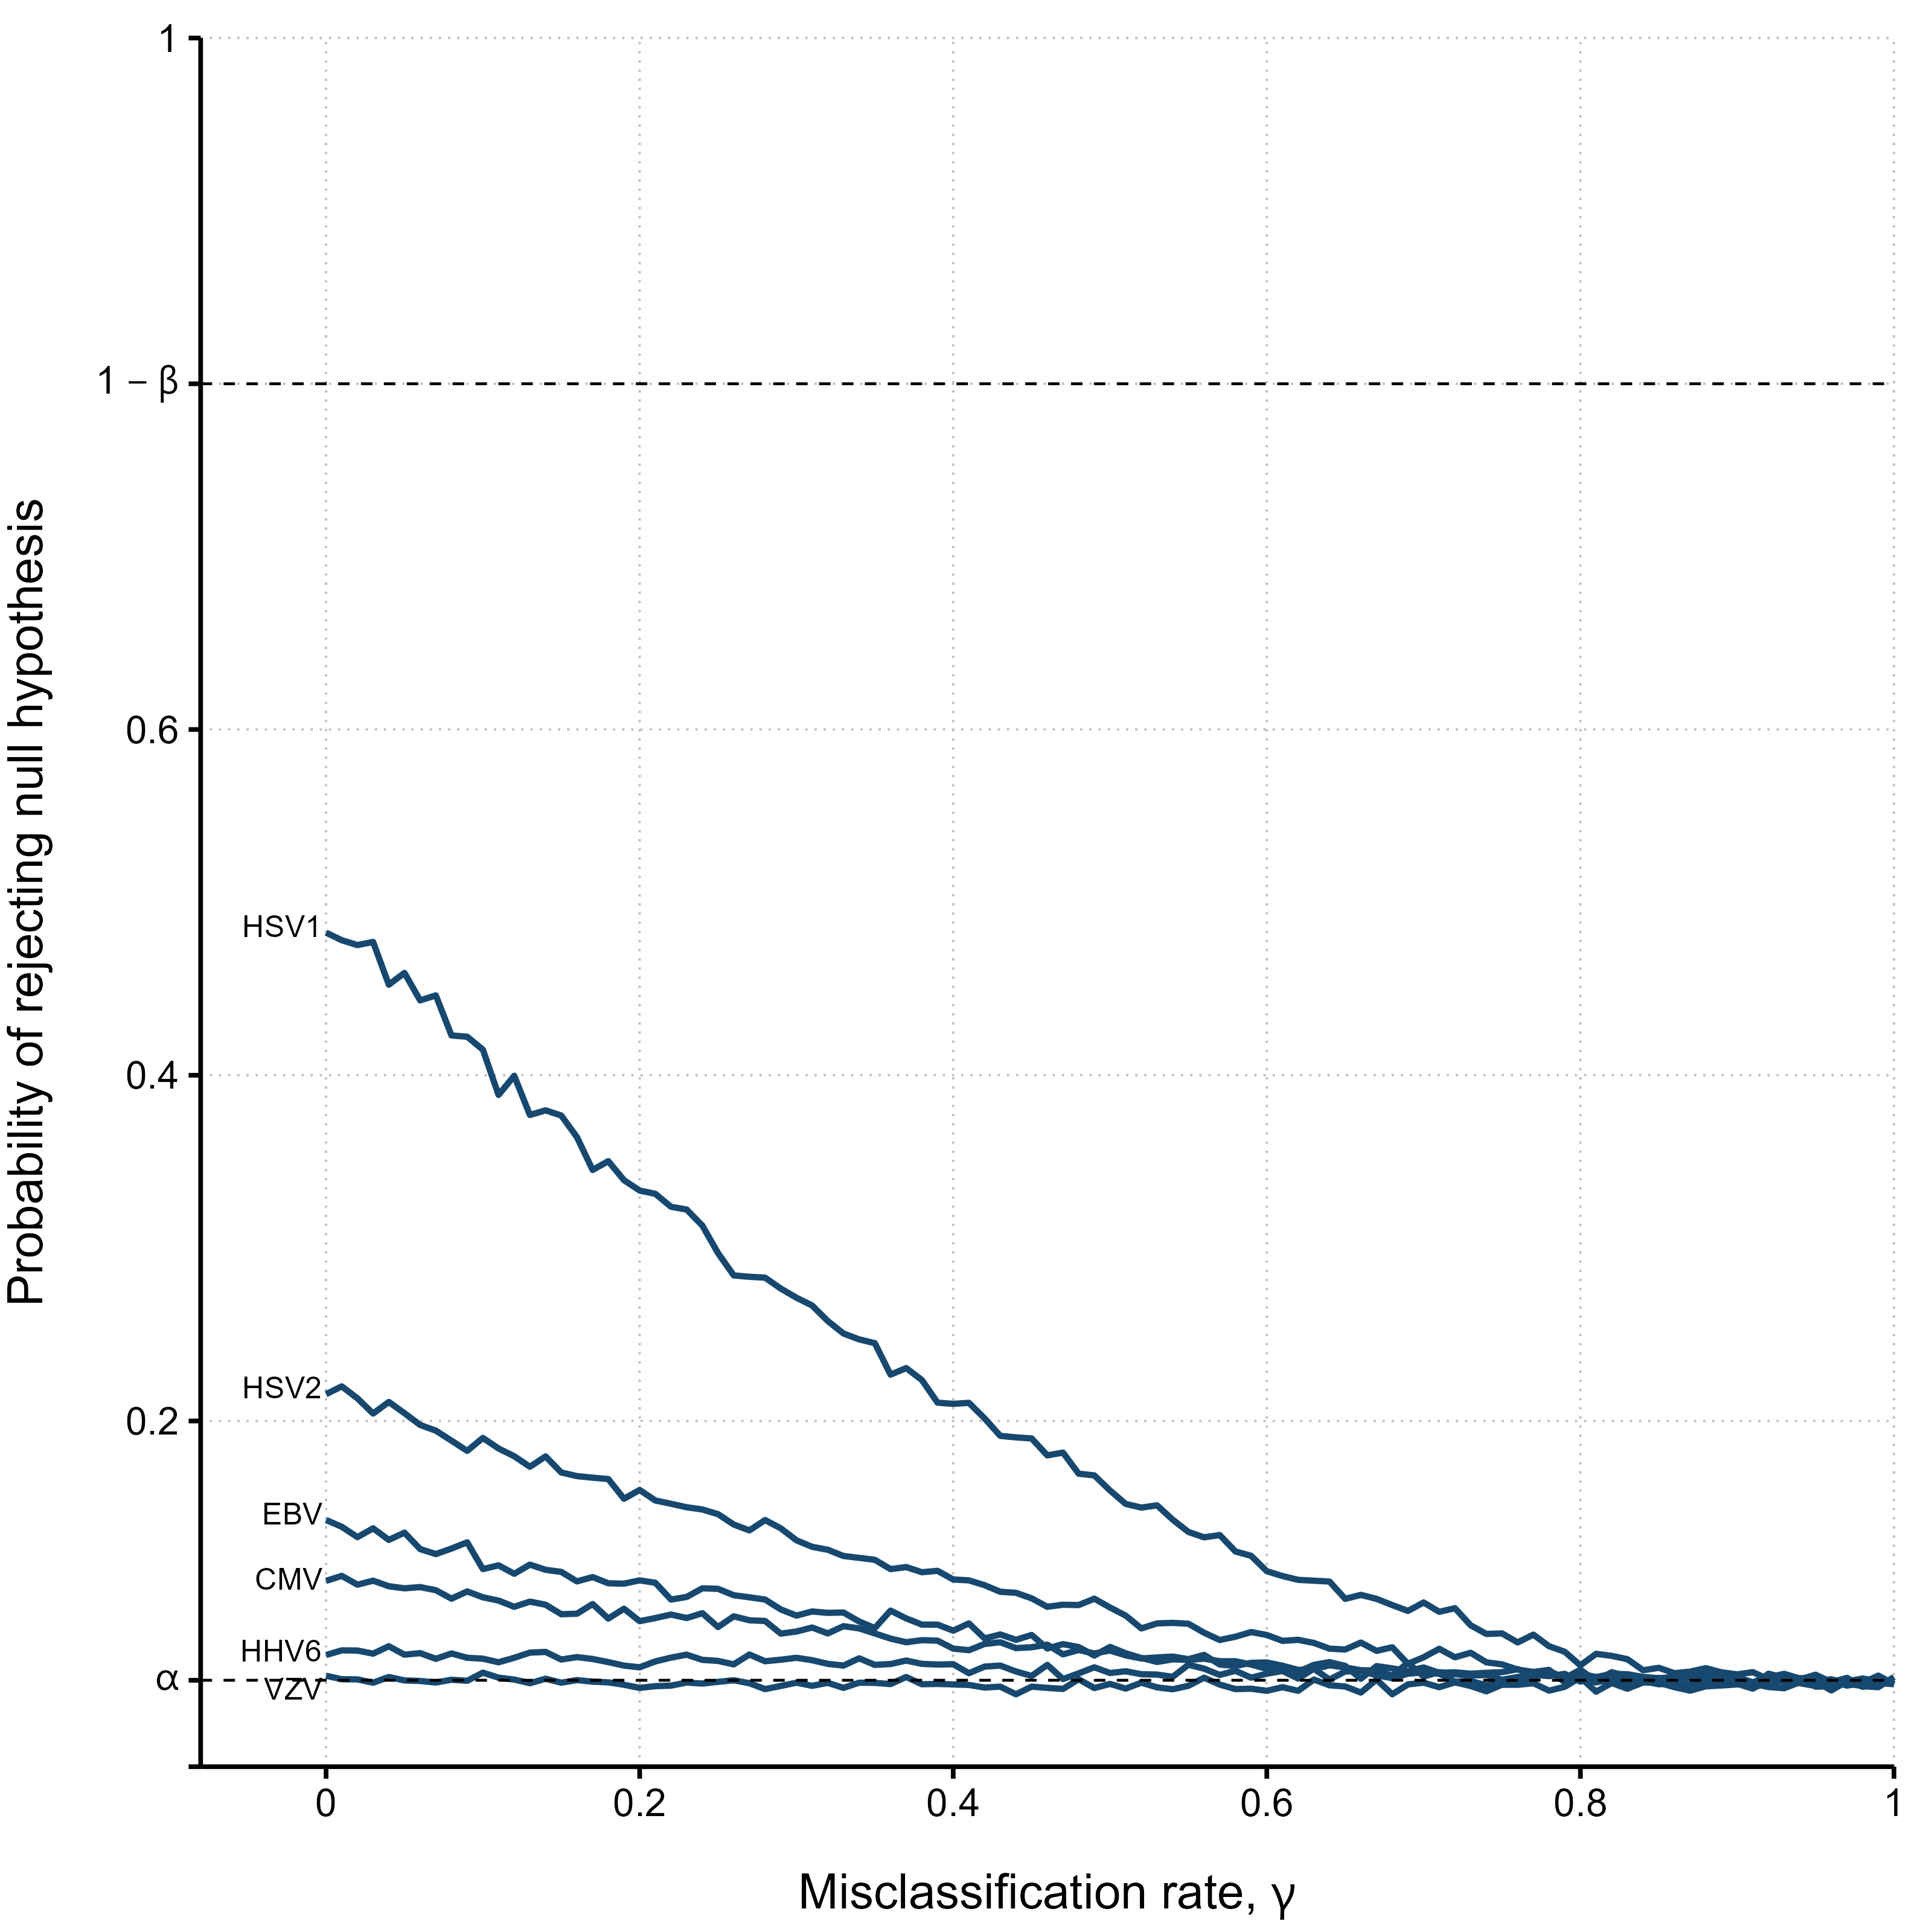 Probability of rejecting null hypothesis
1
1 − β
0.6
0.4
0.2
α
HSV1
HSV2
EBV
CMV
HHV6
VZV
0 0.2 0.4 0.6 0.8 1
Misclassification rate, γ